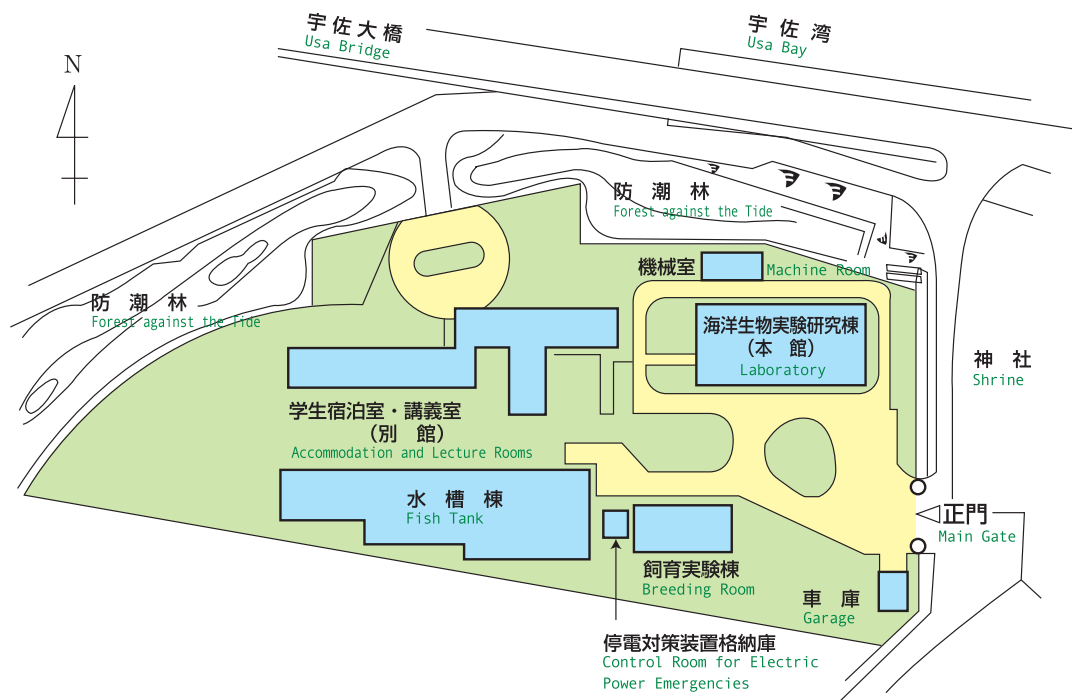 宇佐大橋
Usa Bridge
宇佐湾
Usa Bay
N
防潮林
Forest against the Tide
機械室
Machine Room
防潮林
Forest against the Tide
海洋生物実験研究棟
（本館）
Laboratory
神社
Shrine
学生宿泊室・講義室
（別館）
Accommodation and Lecture Rooms
水槽棟
Fish Tank
正門
Main Gate
飼育実験棟
Breeding Room
車庫
Garage
停電対策装置格納庫
Control Room for Electric
Power Emergencies